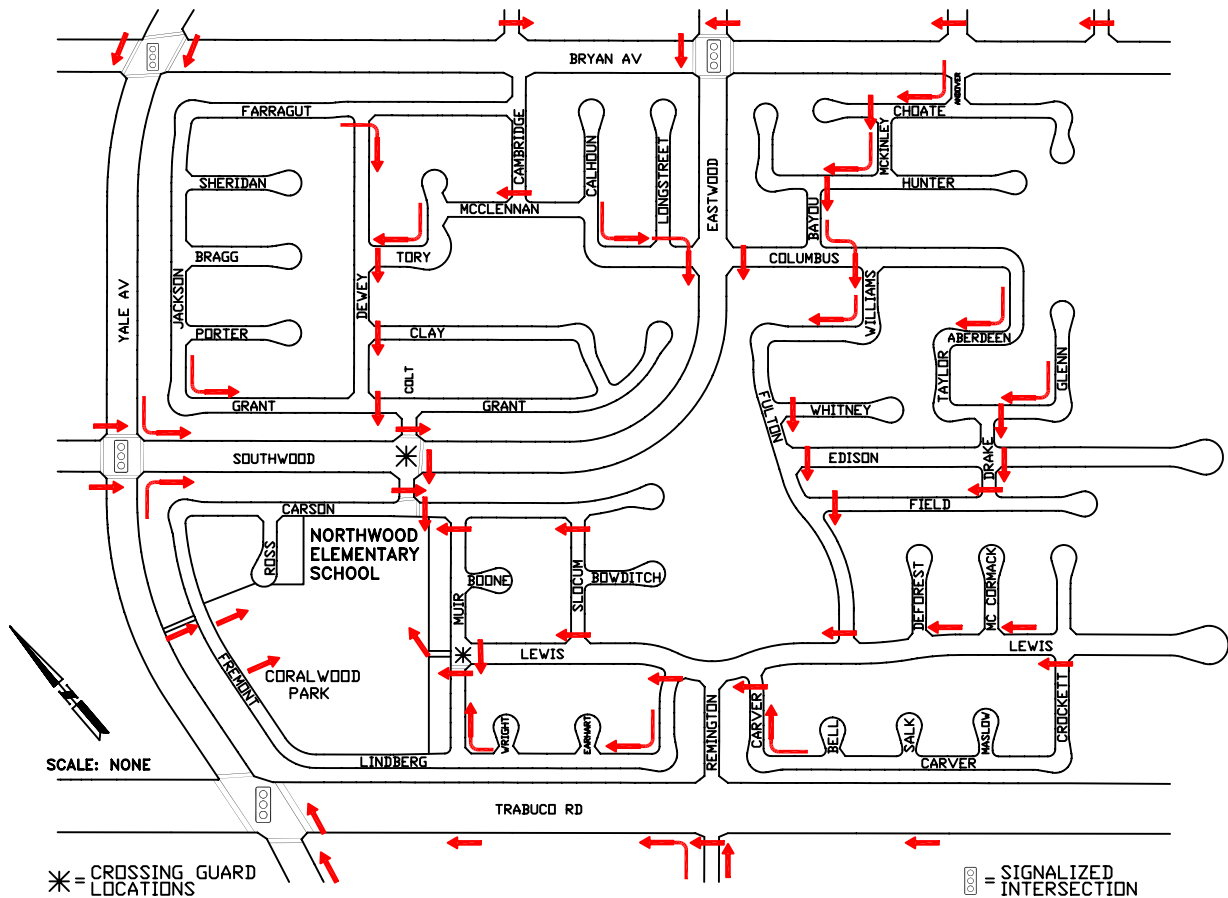 BRYAN AV
FARRAGUT
CAMBRIDGE
CALHOUN
LONGSTREET
EASTWOOD
ANDOVER
CHOATE
MCKINLEY
SHERIDAN
HUNTER
MCCLENNAN
BAYOU
BRAGG
TORY
COLUMBUS
JACKSON
DEWEY
WILLIAMS
YALE AV
PORTER
CLAY
ABERDEEN
TAYLOR
GLENN
COLT
GRANT
GRANT
FULTON
WHITNEY
SOUTHWOOD
EDISON
DRAKE
CARSON
FIELD
NORTHWOOD
ELEMENTARY
SCHOOL
ROSS
BOONE
SLOCUM
BOWDITCH
DEFOREST
MC CORMACK
MUIR
LEWIS
LEWIS
FREMONT
CORALWOOD
PARK
N
CROCKETT
CARVER
REMINGTON
WRIGHT
EARHART
BELL
SALK
MASLOW
SCALE: NONE
LINDBERG
CARVER
TRABUCO RD
= CROSSING GUARD
LOCATIONS
= SIGNALIZED
INTERSECTION